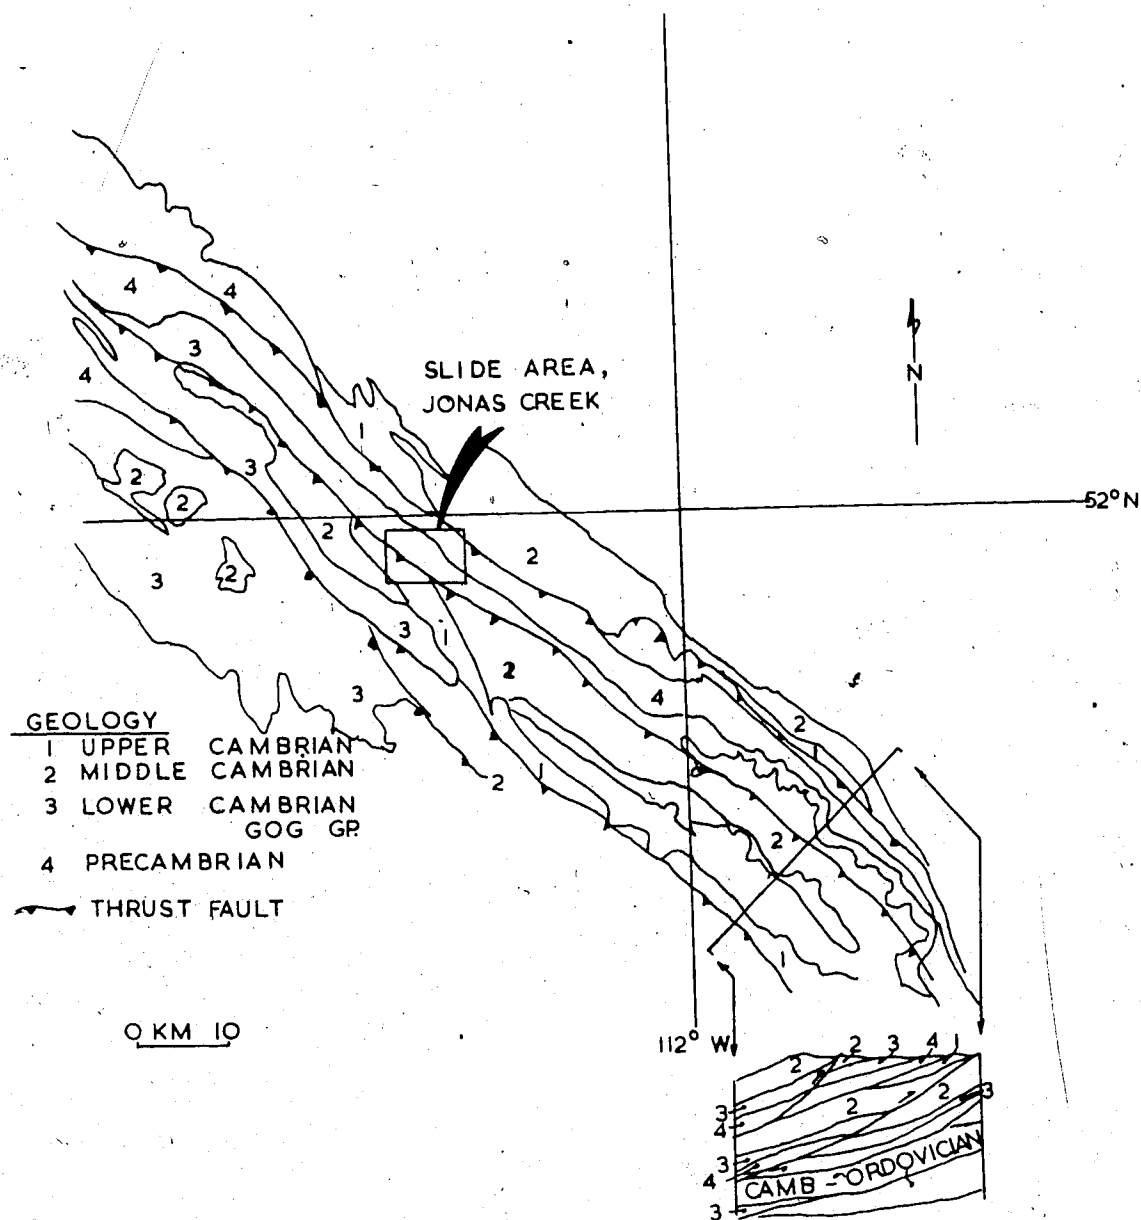 4
4
3
SLIDE AREA,
JONAS CREEK
N
4
1
3
2
2
52°N
2
2
3
2
3
1
2
3
4
GEOLOGY
1 UPPER CAMBRIAN
2 MIDDLE CAMBRIAN
3 LOWER CAMBRIAN
GOG GP.
4 PRECAMBRIAN
THRUST FAULT
2
1
2
1
2
1
0 KM 10
112° W
2
2
3
4
1
2
3
2
3
4
3
4
CAMB-ORDOVICIAN
3